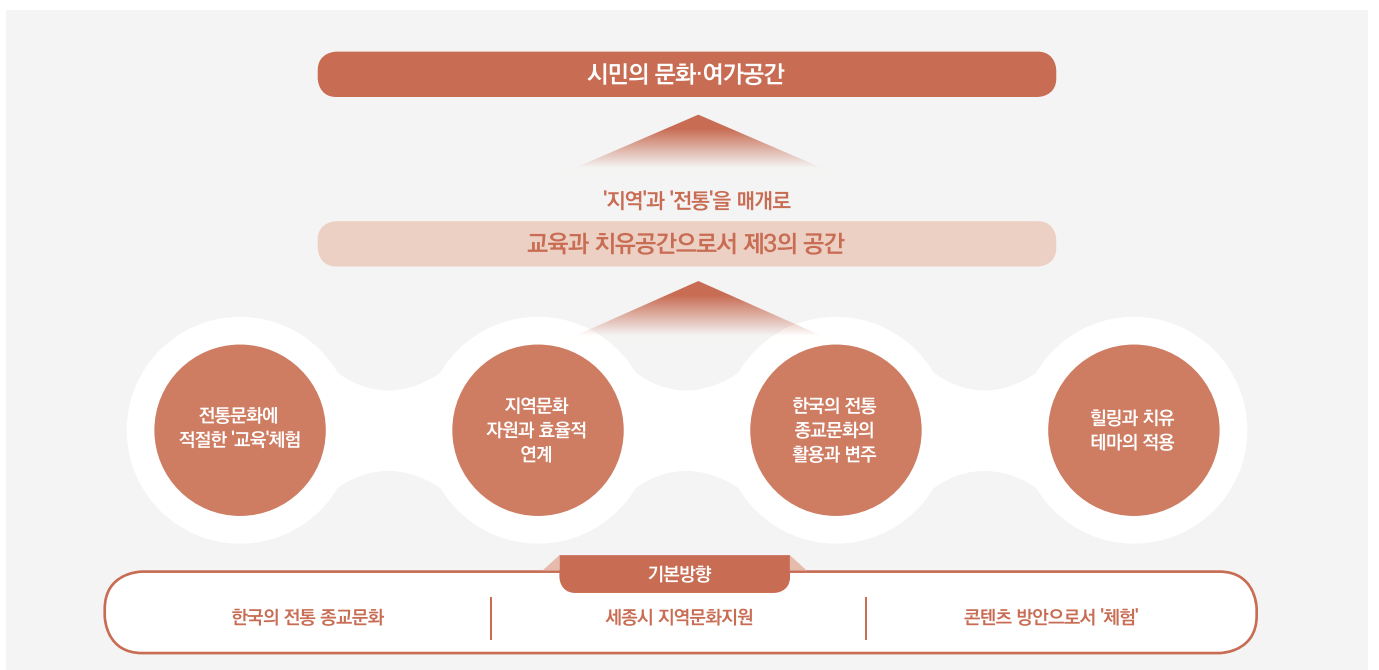 시민의 문화·여가공간
'지역'과 '전통'을 매개로
교육과 치유공간으로서 제3의 공간
전통문화에
적절한 '교육'체험
지역문화
자원과 효율적
연계
한국의 전통
종교문화의
활용과 변주
힐링과 치유
테마의 적용
기본방향
한국의 전통 종교문화
세종시 지역문화지원
콘텐츠 방안으로서 '체험'